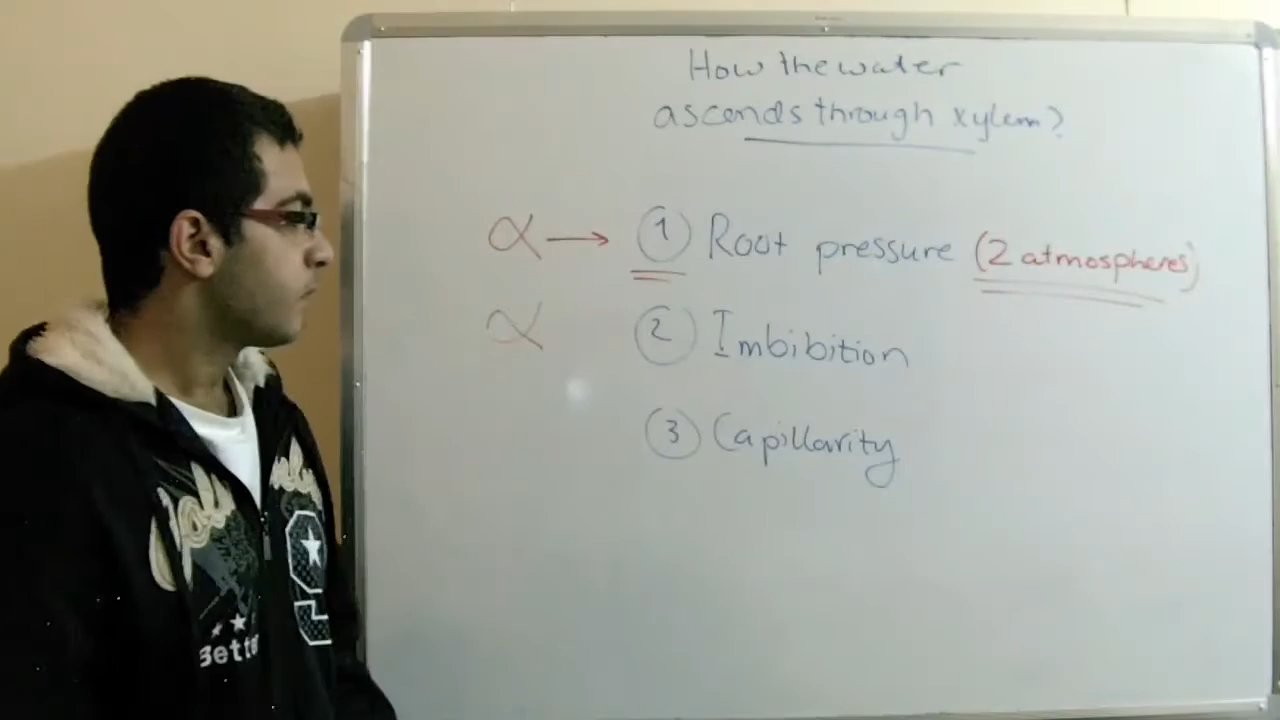 How the water
ascends through xylem?
α → ① Root pressure (2 atmospheres)
α ② Imbibition
③ Capillarity